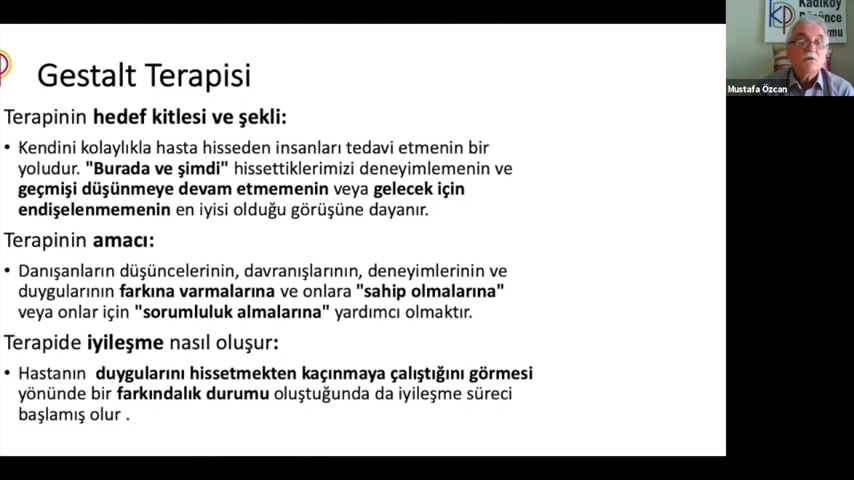 Gestalt Terapisi
Terapinin hedef kitlesi ve şekli:
• Kendini kolaylıkla hasta hisseden insanları tedavi etmenin bir
yoludur. "Burada ve şimdi" hissettiklerimizi deneyimlemenin ve
geçmişi düşünmeye devam etmemenin veya gelecek için
endişelenmemenin en iyisi olduğu görüşüne dayanır.
Terapinin amacı:
• Danışanların düşüncelerinin, davranışlarının, deneyimlerinin ve
duygularının farkına varmalarına ve onlara "sahip olmalarına"
veya onlar için "sorumluluk almalarına" yardımcı olmaktır.
Terapide iyileşme nasıl oluşur:
• Hastanın duygularını hissetmekten kaçınmaya çalıştığını görmesi
yönünde bir farkındalık durumu oluştuğunda da iyileşme süreci
başlamış olur .
Kadıköy
Düşünce
Mustafa Özcan